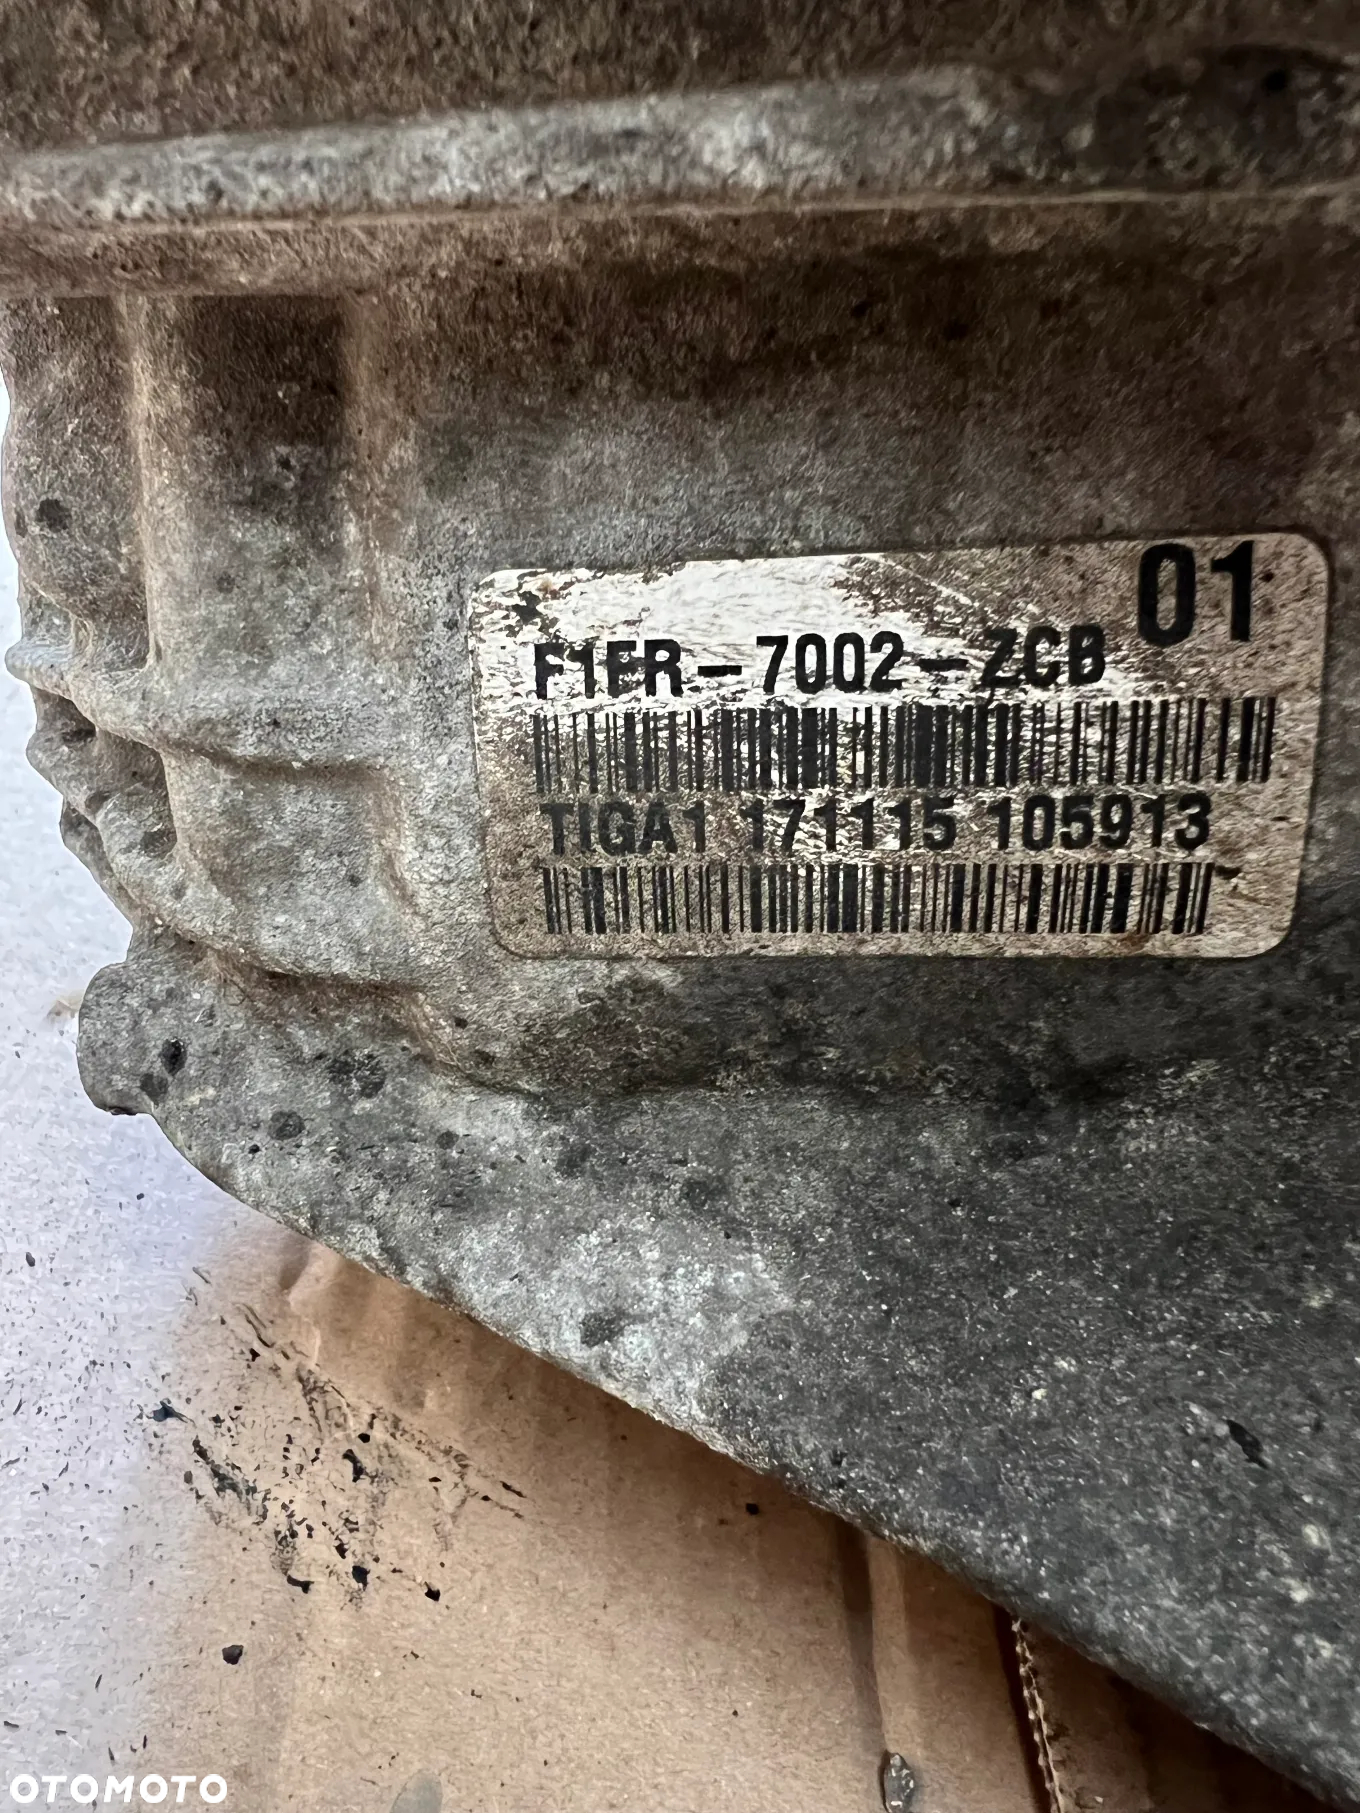 01
F1FR-7002-ZCB
TIGA1 171115 105913
OTOMOTO